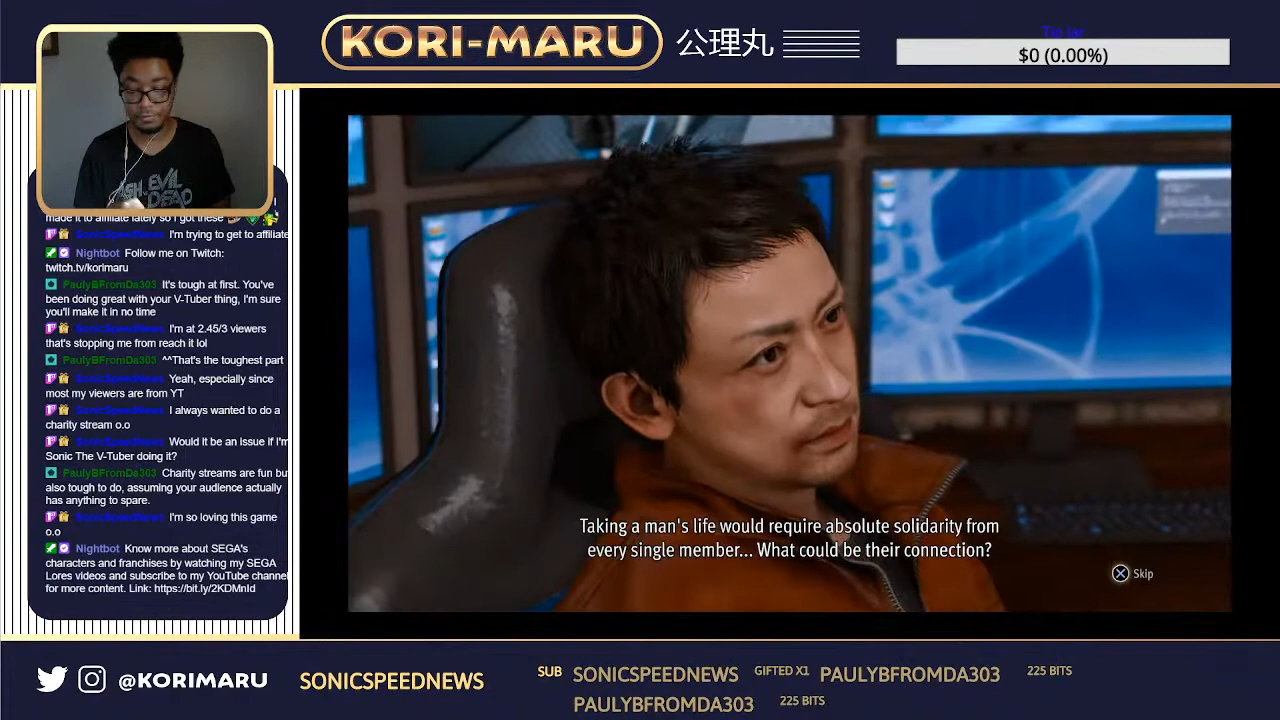 KORI-MARU 公理丸
Tip Jar
$0 (0.00%)
ASH EVIL
DEAD
made it to affiliate lately so I got these
SonicSpeedNews I'm trying to get to affiliate
Nightbot Follow me on Twitch:
twitch.tv/korimaru
PaulyBFromDa303 It's tough at first. You've
been doing great with your V-Tuber thing, I'm sure
you'll make it in no time
SonicSpeedNews I'm at 2.45/3 viewers
that's stopping me from reach it lol
PaulyBFromDa303 ^^That's the toughest part
SonicSpeedNews Yeah, especially since
most my viewers are from YT
SonicSpeedNews I always wanted to do a
charity stream o.o
SonicSpeedNews Would it be an issue if I'm
Sonic The V-Tuber doing it?
PaulyBFromDa303 Charity streams are fun but
also tough to do, assuming your audience actually
has anything to spare.
SonicSpeedNews I'm so loving this game
o.o
Nightbot Know more about SEGA's
characters and franchises by watching my SEGA
Lores videos and subscribe to my YouTube channel
for more content. Link: https://bit.ly/2KDMnId
Taking a man's life would require absolute solidarity from
every single member... What could be their connection?
Skip
@KORIMARU
SONICSPEEDNEWS
SUB SONICSPEEDNEWS GIFTED X1 PAULYBFROMDA303 225 BITS
PAULYBFROMDA303 225 BITS